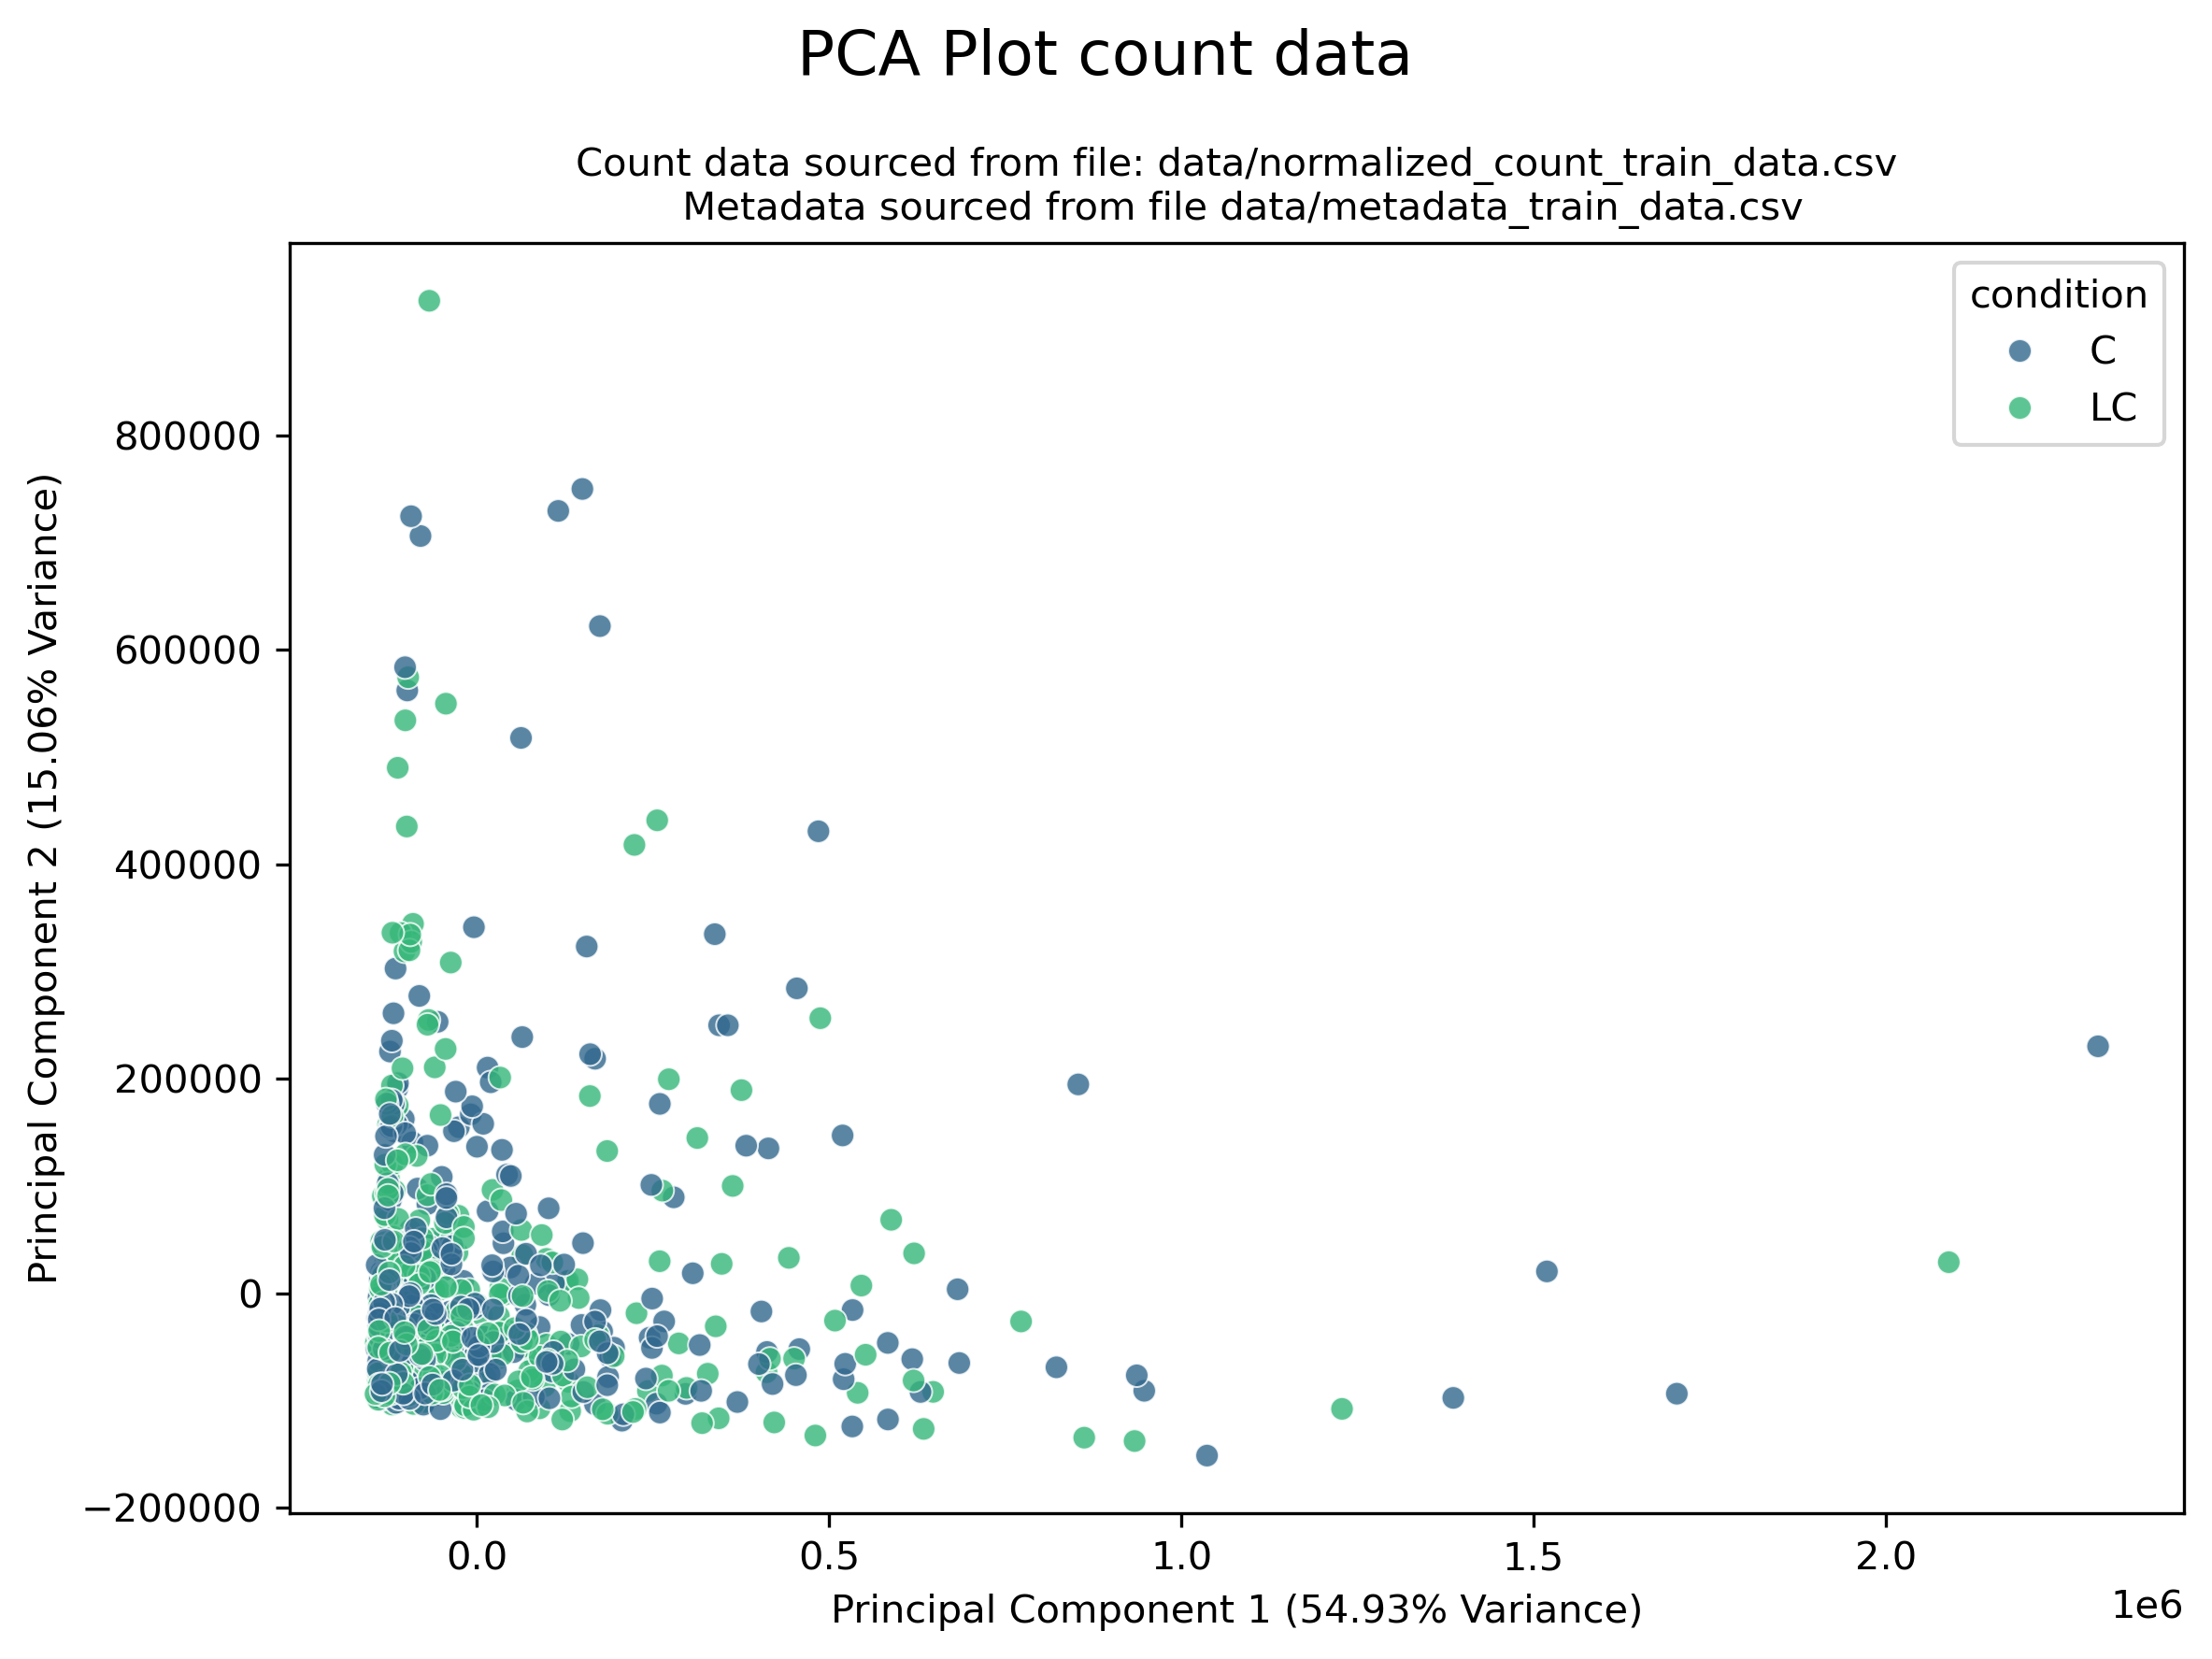 PCA Plot count data
Count data sourced from file: data/normalized_count_train_data.csv
Metadata sourced from file data/metadata_train_data.csv
condition
C
LC
Principal Component 2 (15.06% Variance)
800000
600000
400000
200000
0
−200000
0.0
0.5
1.0
1.5
2.0
1e6
Principal Component 1 (54.93% Variance)